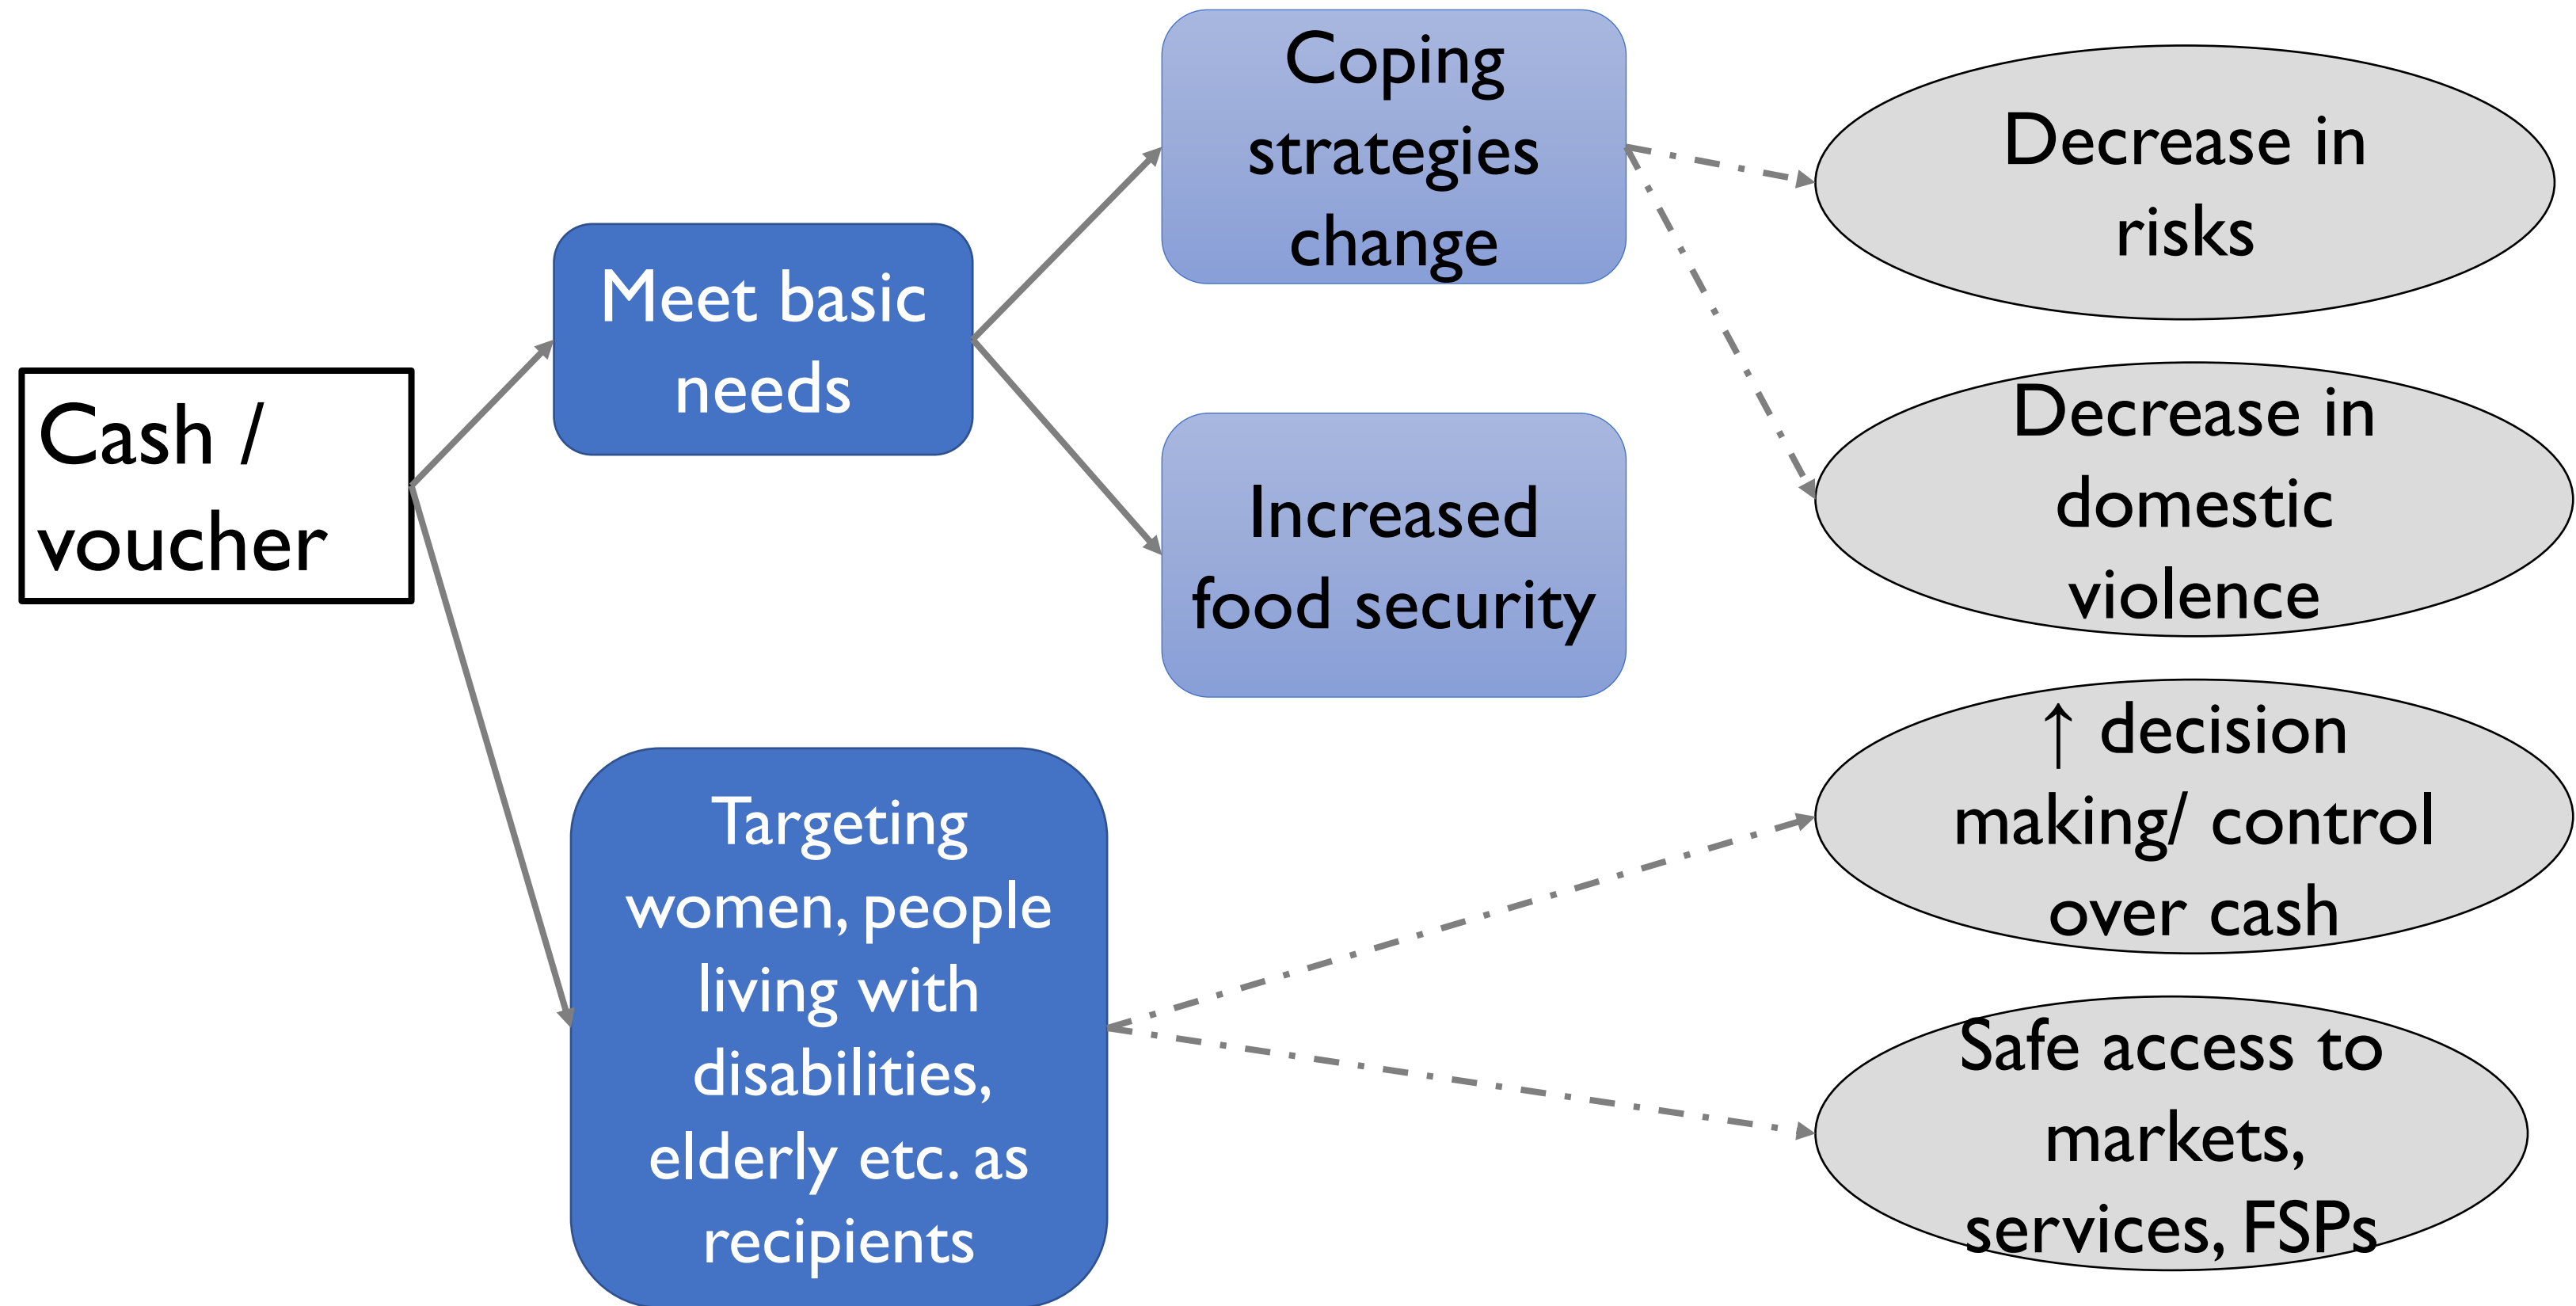 Cash /
voucher
Meet basic
needs
Targeting
women, people
living with
disabilities,
elderly etc. as
recipients
Coping
strategies
change
Increased
food security
Decrease in
risks
Decrease in
domestic
violence
↑ decision
making/ control
over cash
Safe access to
markets,
services, FSPs